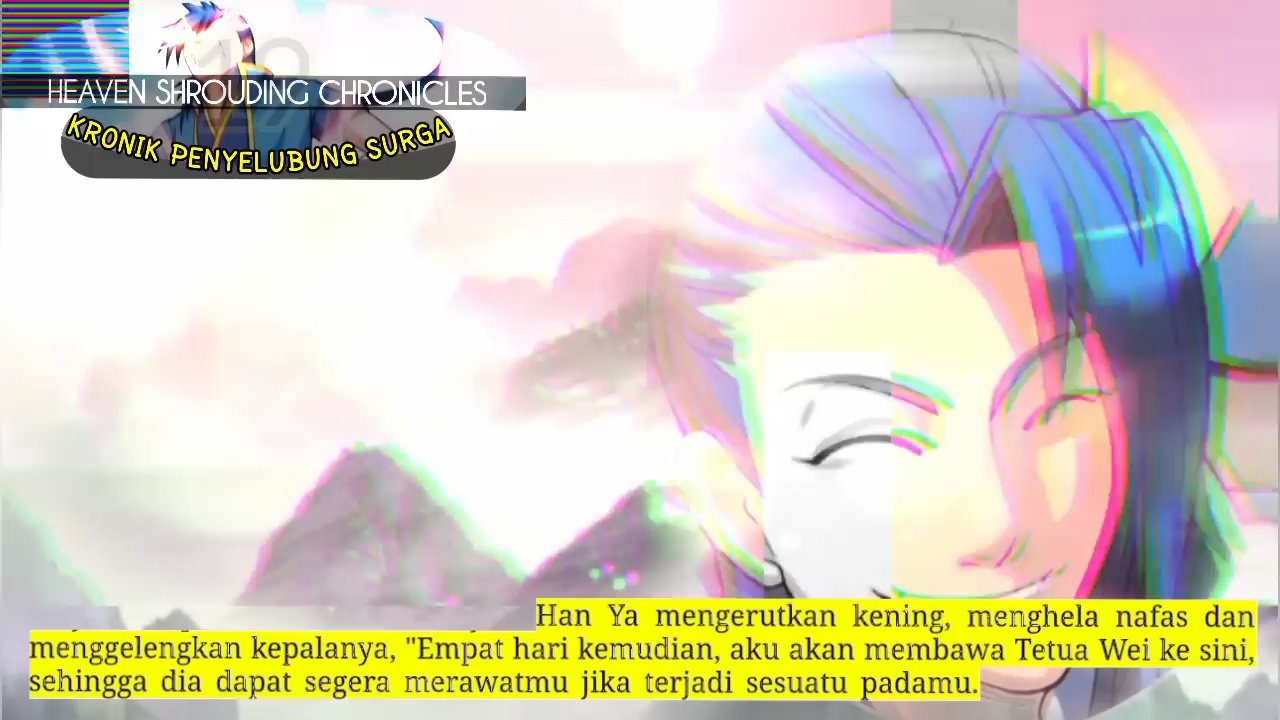 HEAVEN SHROUDING CHRONICLES
KRONIK PENYELUBUNG SURGA
Han Ya mengerutkan kening, menghela nafas dan
menggelengkan kepalanya, "Empat hari kemudian, aku akan membawa Tetua Wei ke sini,
sehingga dia dapat segera merawatmu jika terjadi sesuatu padamu.